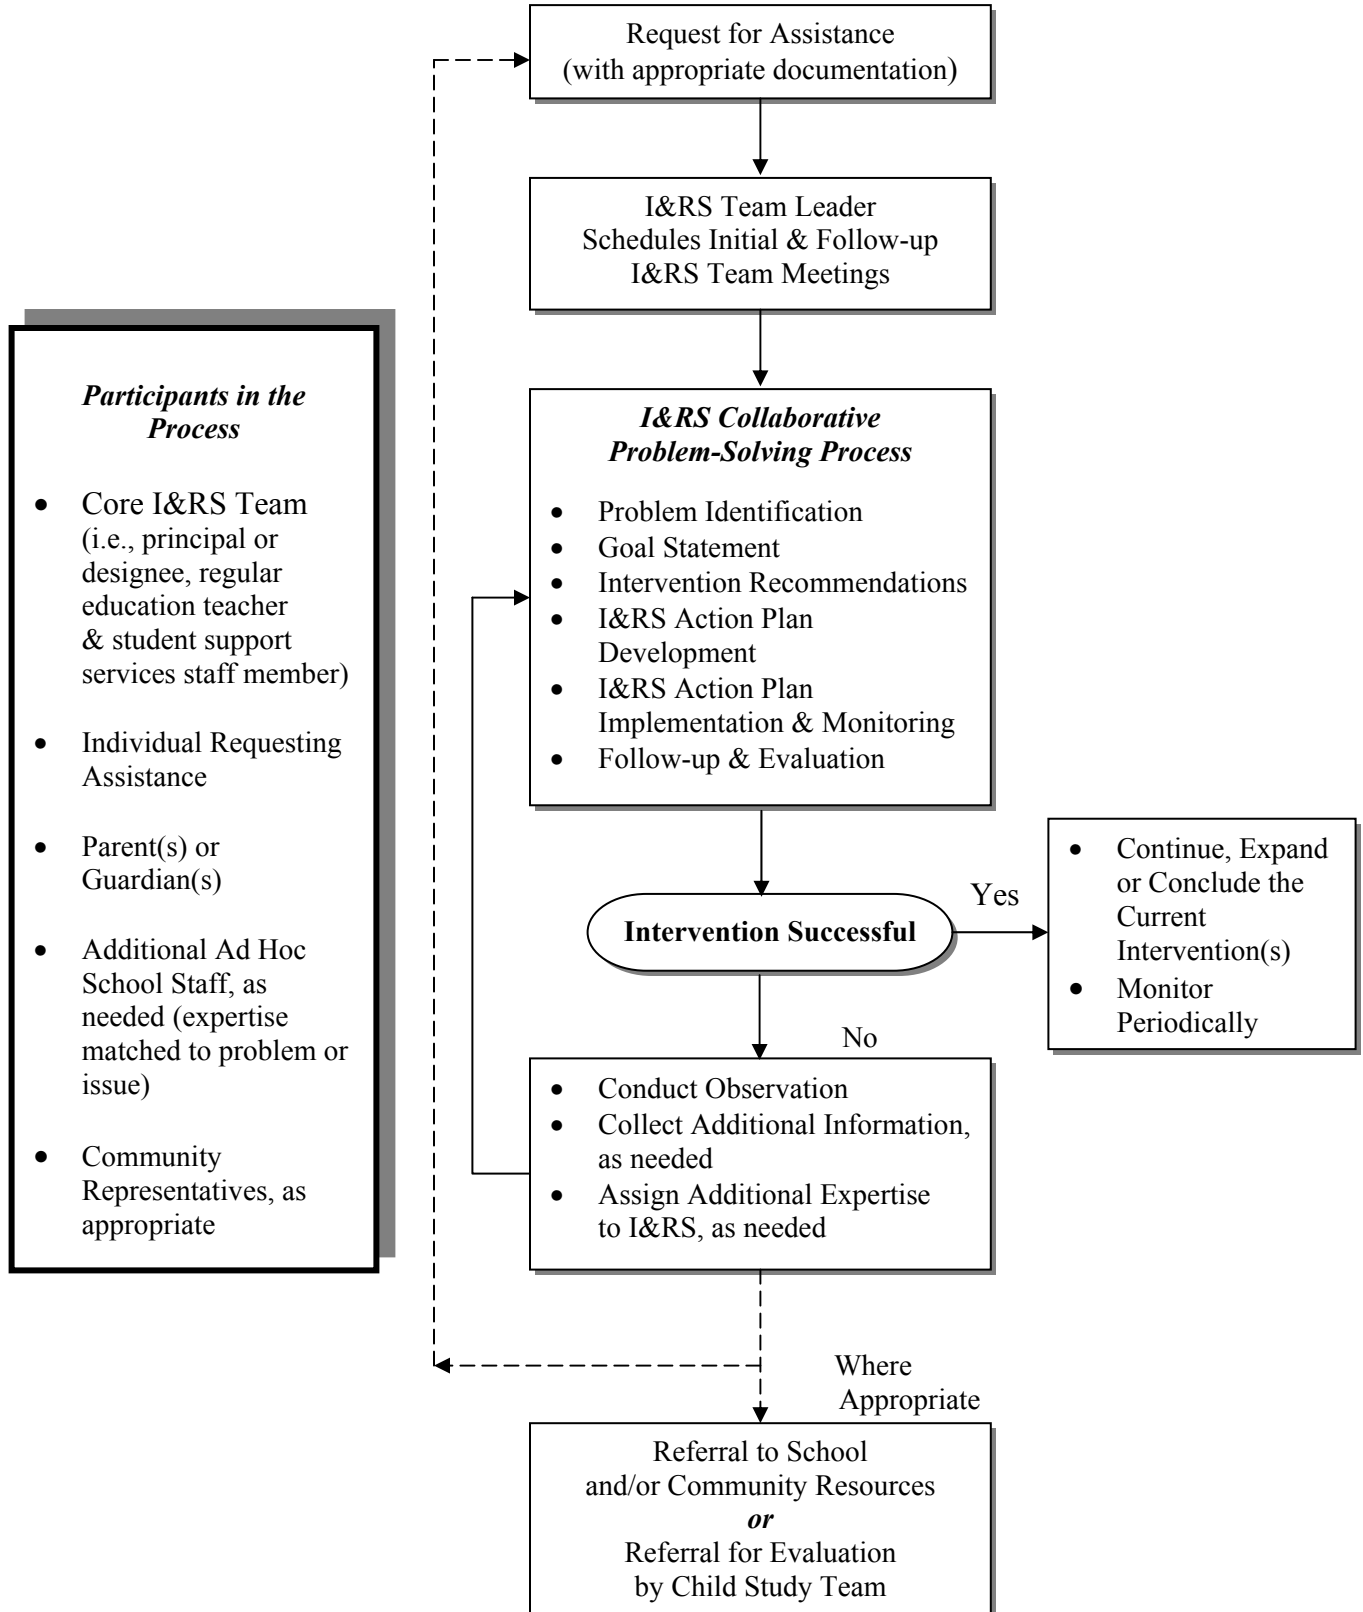 Request for Assistance
(with appropriate documentation)
I&RS Team Leader
Schedules Initial & Follow-up
I&RS Team Meetings
Participants in the
Process
• Core I&RS Team
(i.e., principal or
designee, regular
education teacher
& student support
services staff member)
• Individual Requesting
Assistance
• Parent(s) or
Guardian(s)
• Additional Ad Hoc
School Staff, as
needed (expertise
matched to problem or
issue)
• Community
Representatives, as
appropriate
I&RS Collaborative
Problem-Solving Process
• Problem Identification
• Goal Statement
• Intervention Recommendations
• I&RS Action Plan
Development
• I&RS Action Plan
Implementation & Monitoring
• Follow-up & Evaluation
Intervention Successful
Yes
• Continue, Expand
or Conclude the
Current
Intervention(s)
• Monitor
Periodically
No
• Conduct Observation
• Collect Additional Information,
as needed
• Assign Additional Expertise
to I&RS, as needed
Where
Appropriate
Referral to School
and/or Community Resources
or
Referral for Evaluation
by Child Study Team